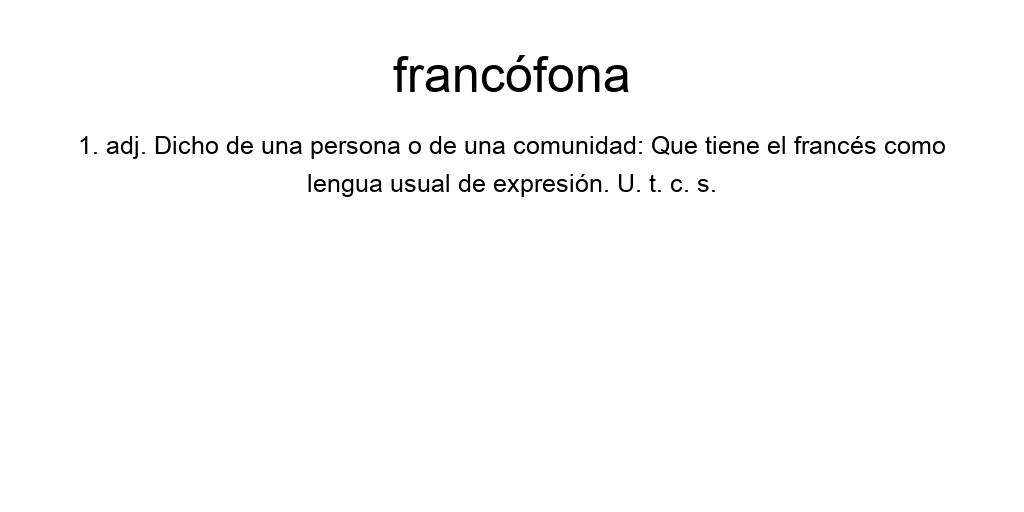 francófona
1. adj. Dicho de una persona o de una comunidad: Que tiene el francés como
lengua usual de expresión. U. t. c. s.